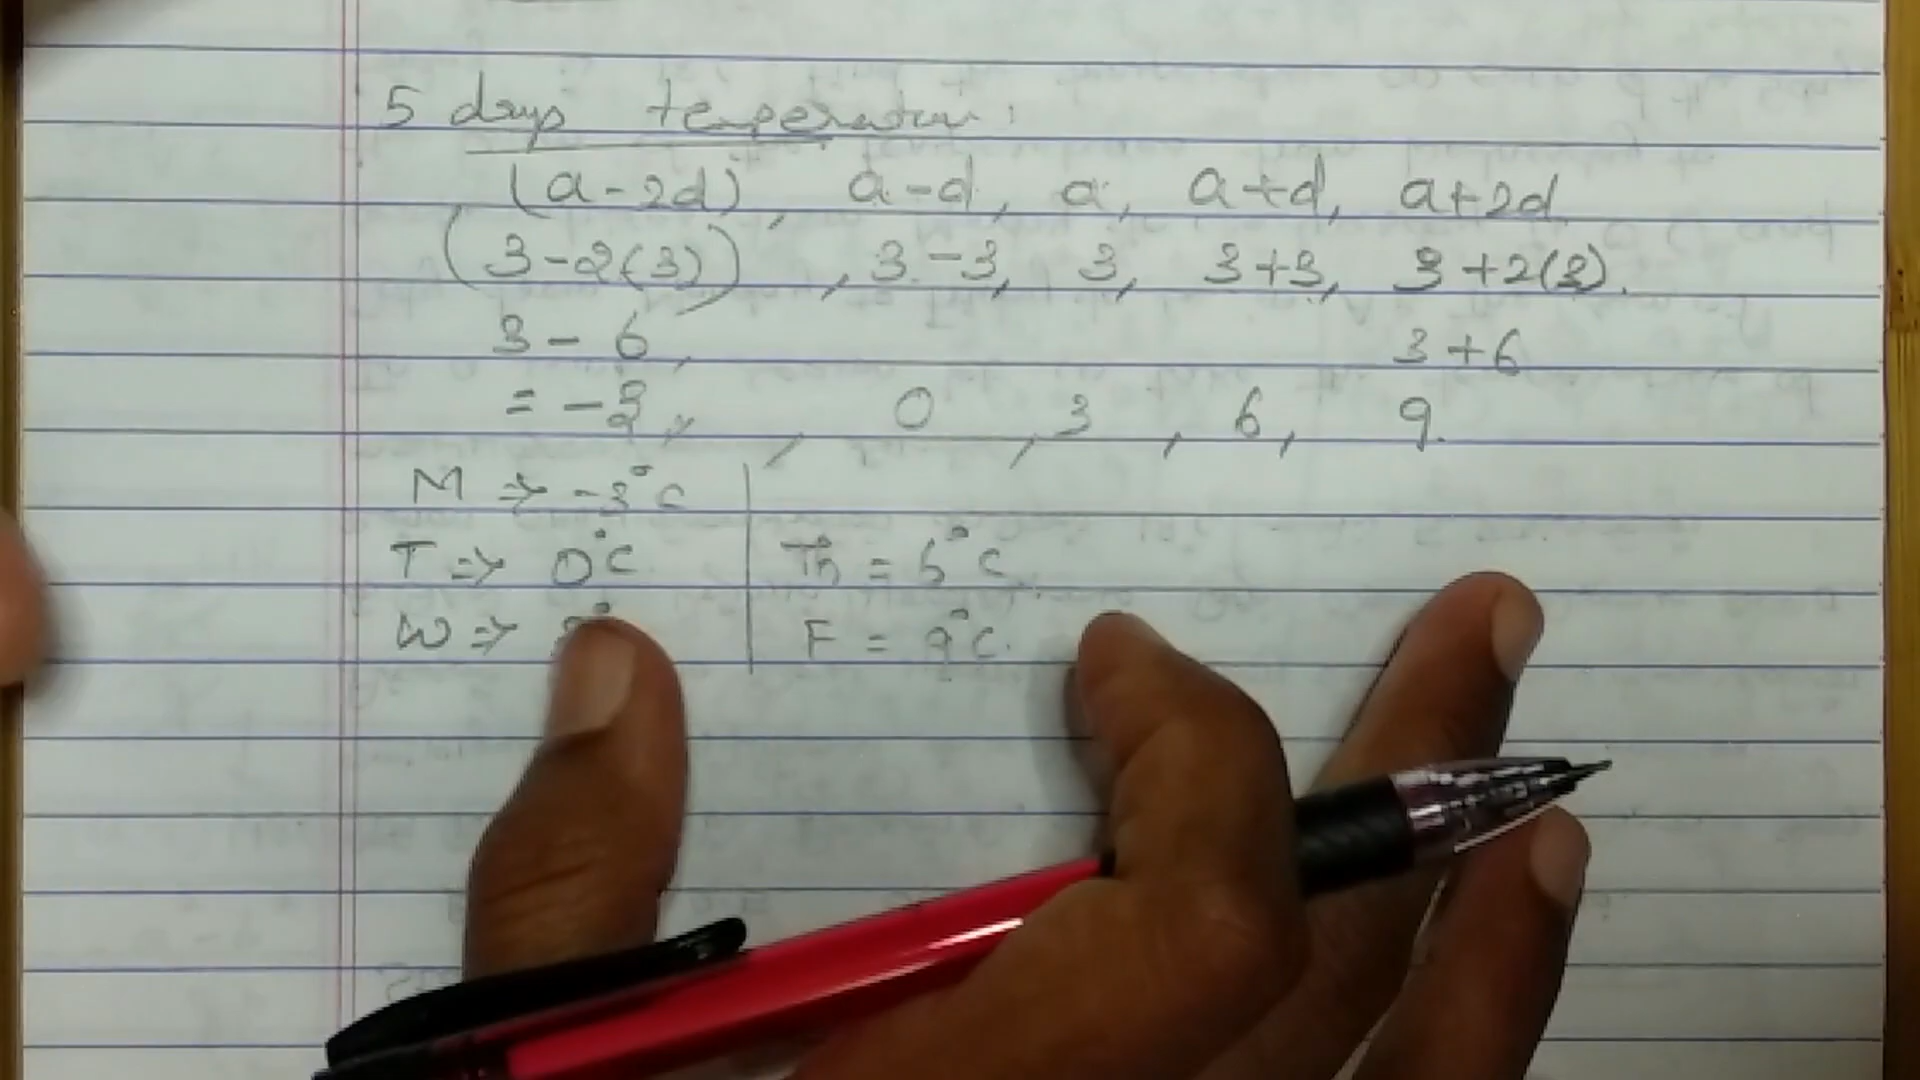 5 days temperature:
(a-2d), a-d, a, a+d, a+2d
(3-2(3)), 3-3, 3, 3+3, 3+2(3).
3-6, 3+6
= -3, 0, 3, 6, 9.
M => -3°C
T => 0°C Th = 6°C.
W => F = 9°C.